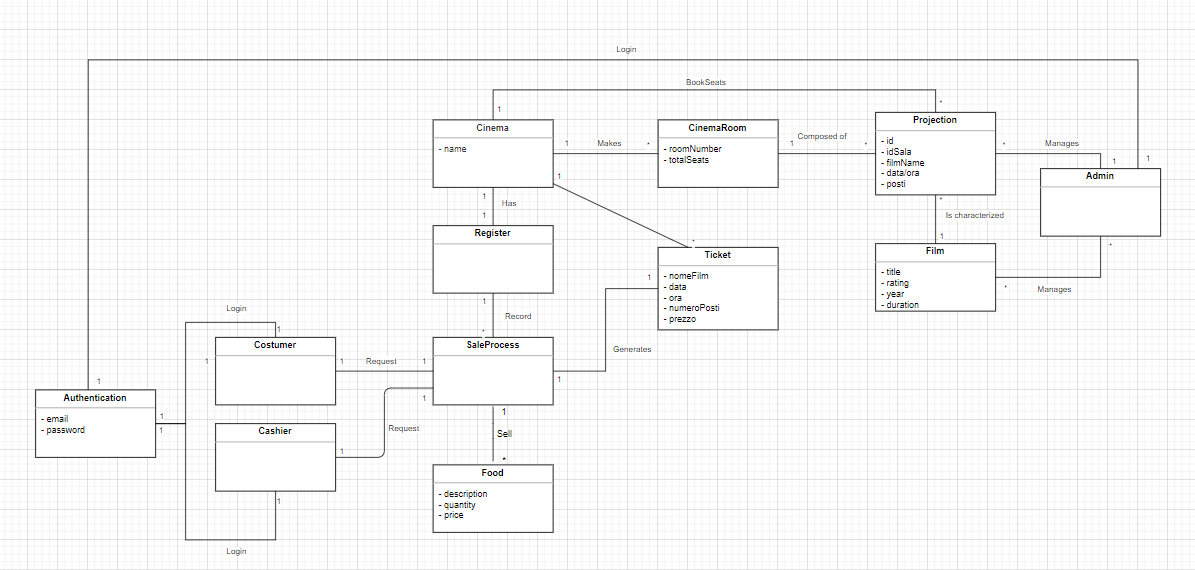 Login
BookSeats
1
*
Cinema
- name
1
Makes
*
CinemaRoom
- roomNumber
- totalSeats
1
Composed of
*
Projection
- id
- idSala
- filmName
- data/ora
- posti
*
Manages
1
1
Admin
1
*
1
Has
1
Register
*
Is characterized
1
Film
- title
- rating
- year
- duration
*
Manages
*
Ticket
- nomeFilm
- data
- ora
- numeroPosti
- prezzo
1
1
Record
*
Login
1
1
Costumer
1
Request
1
SaleProcess
1
Generates
1
Authentication
- email
- password
1
1
1
Request
Cashier
1
1
Login
1
Sell
*
Food
- description
- quantity
- price